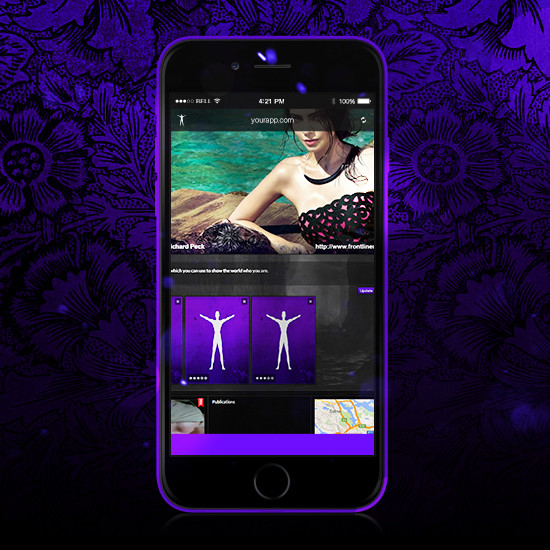 BELL 4:21 PM 100%
yourapp.com
ichard Peck http://www.frontliner
which you can use to show the world who you are.
Update
Publications